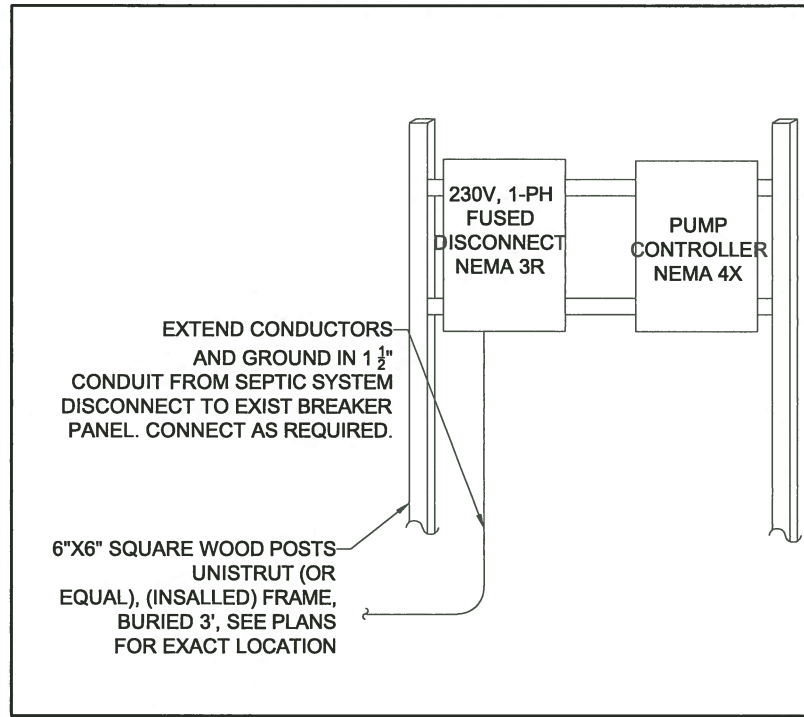 230V, 1-PH
FUSED
DISCONNECT
NEMA 3R
PUMP
CONTROLLER
NEMA 4X
EXTEND CONDUCTORS
AND GROUND IN 1 1/2"
CONDUIT FROM SEPTIC SYSTEM
DISCONNECT TO EXIST BREAKER
PANEL. CONNECT AS REQUIRED.
6"X6" SQUARE WOOD POSTS
UNISTRUT (OR
EQUAL), (INSALLED) FRAME,
BURIED 3', SEE PLANS
FOR EXACT LOCATION